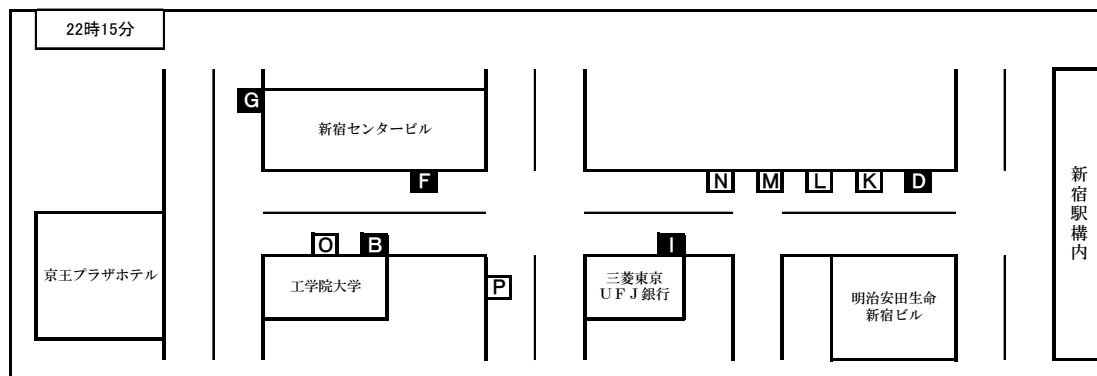 22時15分
G
新宿センタービル
F
N
M
L
K
D
新宿駅構内
京王プラザホテル
O
B
工学院大学
P
I
三菱東京
UFJ銀行
明治安田生命
新宿ビル